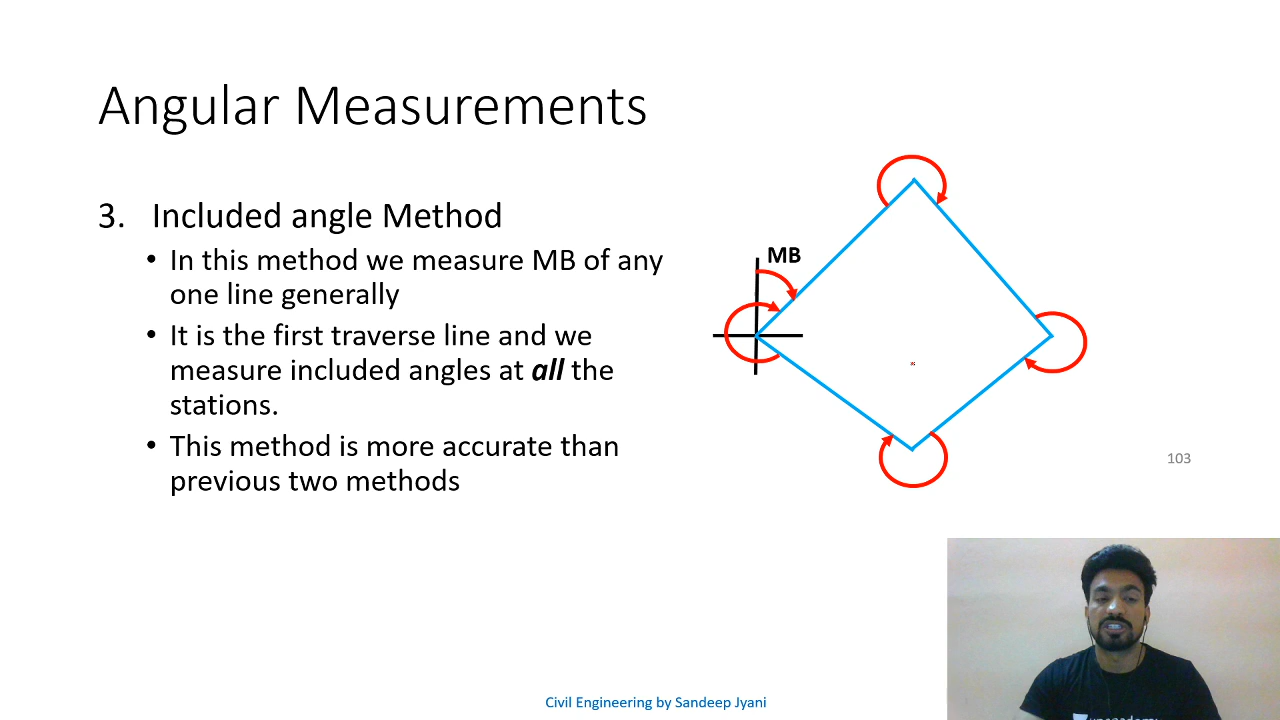 Angular Measurements
3. Included angle Method
• In this method we measure MB of any
one line generally
• It is the first traverse line and we
measure included angles at all the
stations.
• This method is more accurate than
previous two methods
MB
103
Civil Engineering by Sandeep Jyani